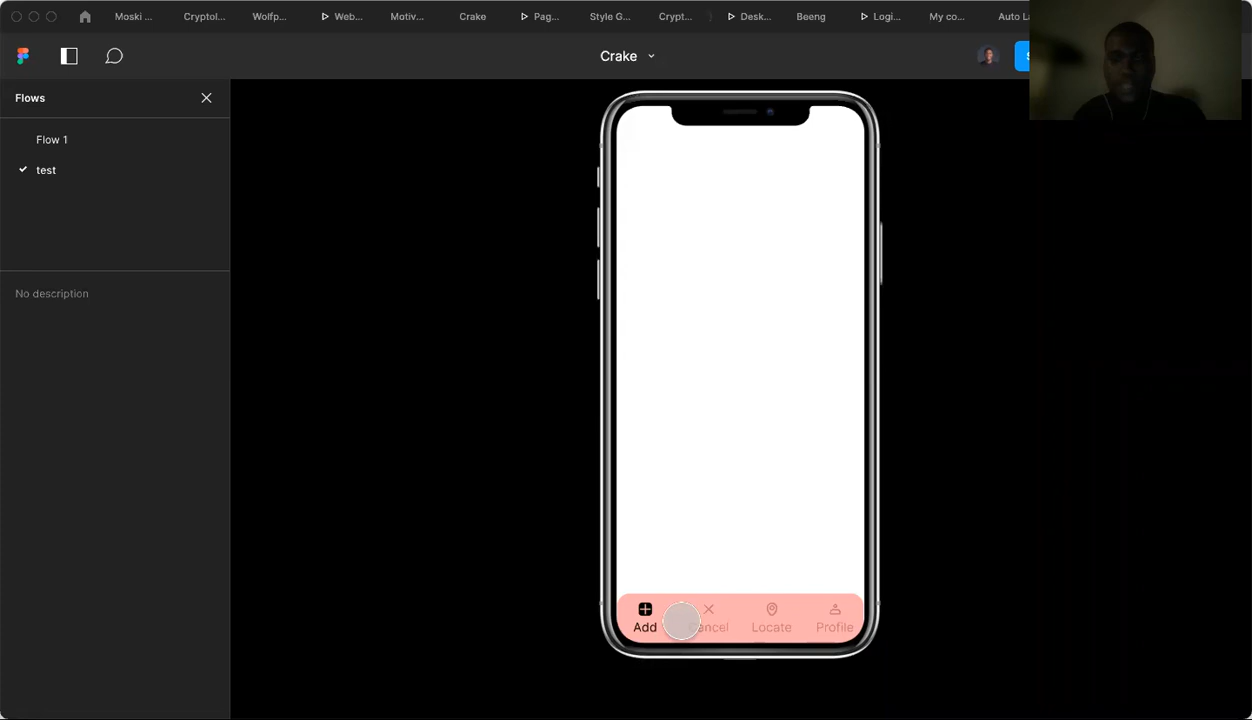 Moski ...
Cryptol...
Wolfp...
Web...
Motiv...
Crake
Pag...
Style G...
Crypt...
Desk...
Beeng
Logi...
My co...
Crake
Flows
Flow 1
test
No description
Add
Cancel
Locate
Profile